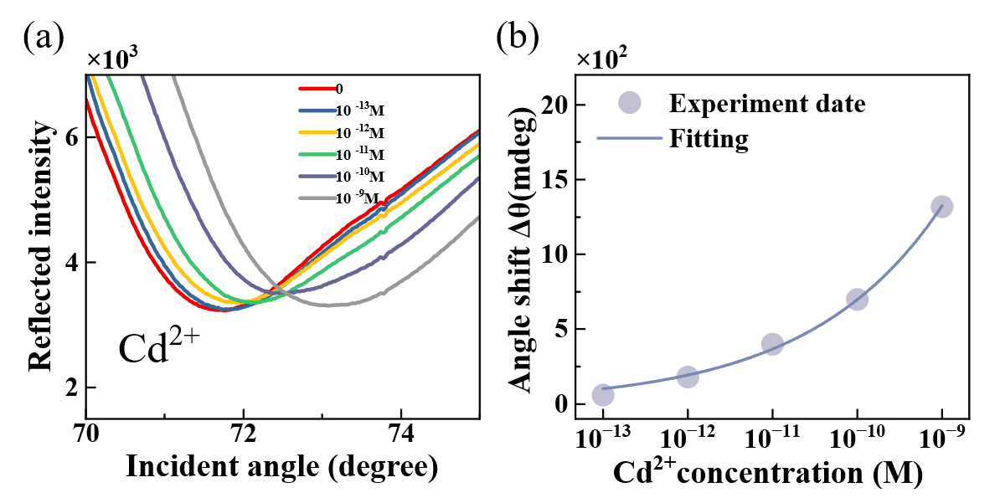 (a)
×10³
0
10 ⁻¹³M
10 ⁻¹²M
10 ⁻¹¹M
10 ⁻¹⁰M
10 ⁻⁹M
Reflected intensity
6
4
2
Cd²⁺
70
72
74
Incident angle (degree)
(b)
×10²
Experiment date
Fitting
Angle shift Δθ(mdeg)
20
15
10
5
0
10⁻¹³
10⁻¹²
10⁻¹¹
10⁻¹⁰
10⁻⁹
Cd²⁺concentration (M)